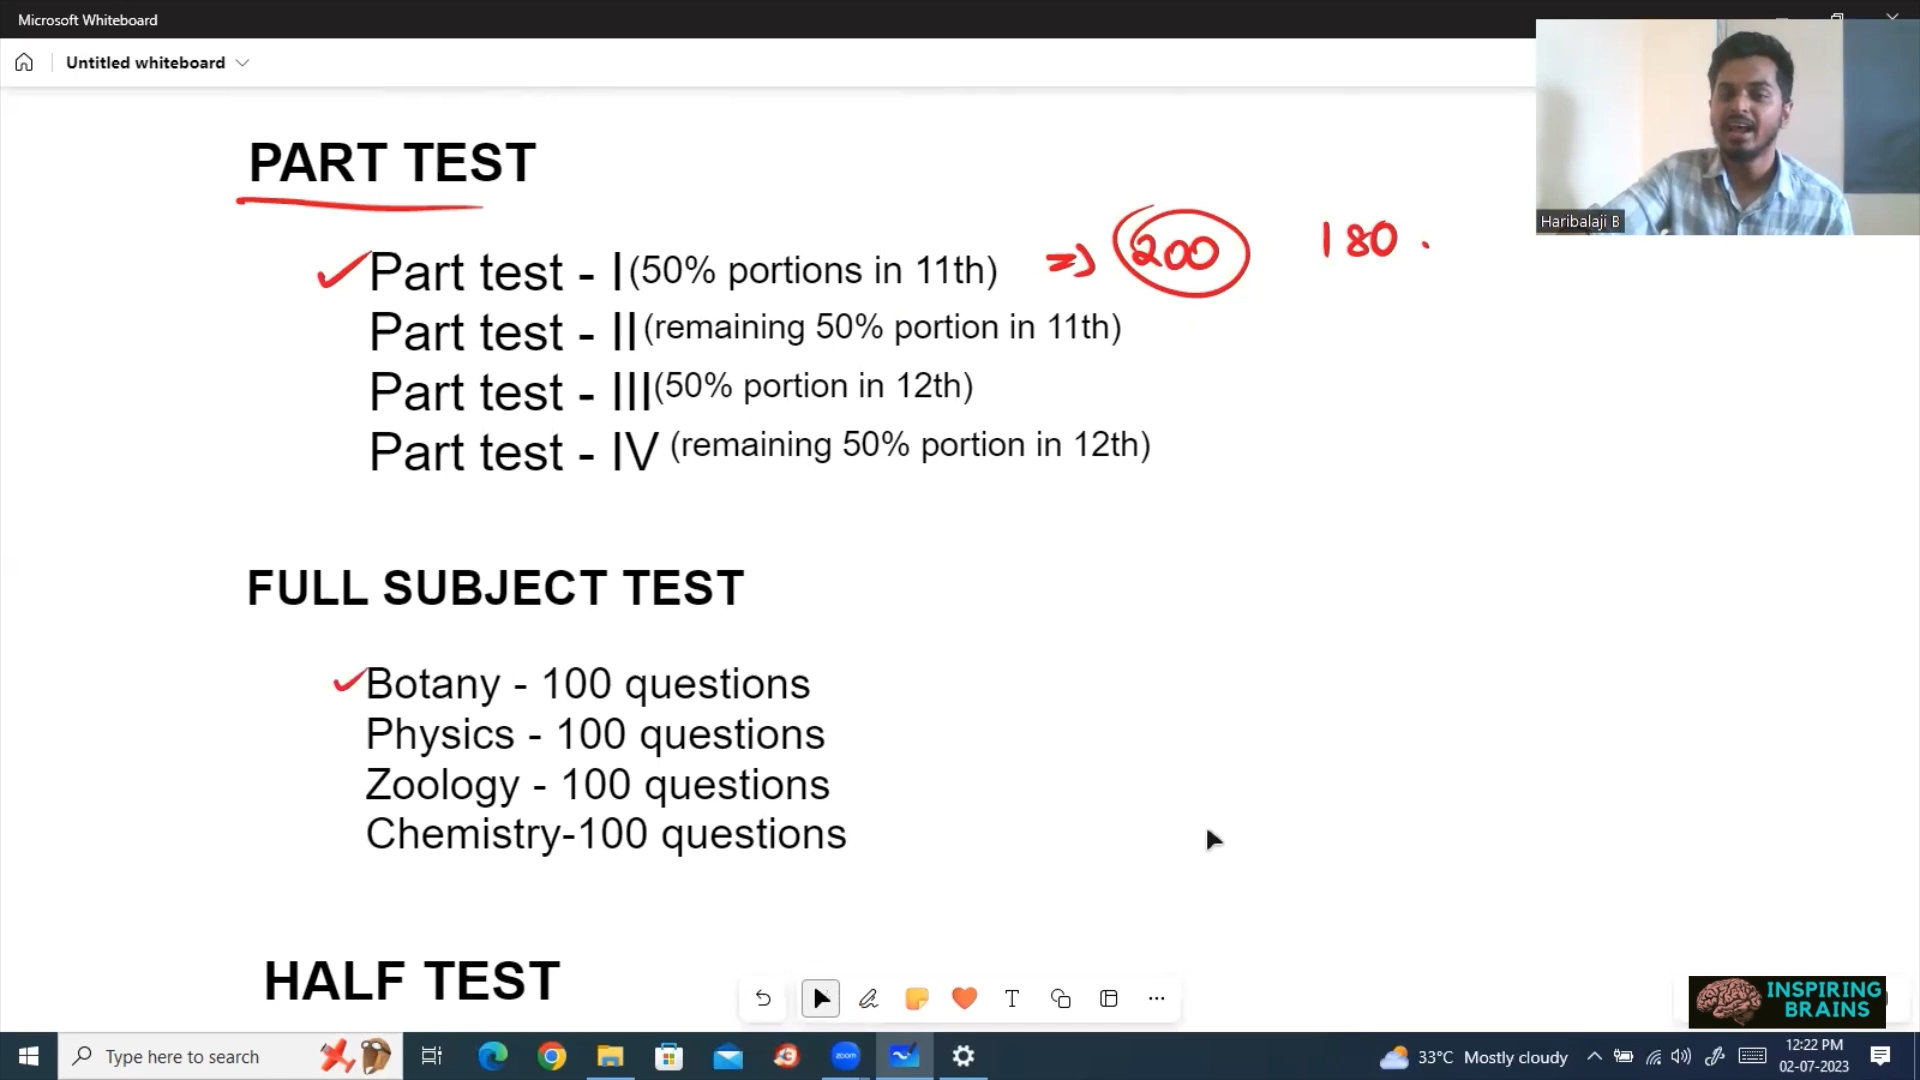 Microsoft Whiteboard
Untitled whiteboard
Haribalaji B
PART TEST
Part test - I (50% portions in 11th) => 200 180 .
Part test - II (remaining 50% portion in 11th)
Part test - III (50% portion in 12th)
Part test - IV (remaining 50% portion in 12th)
FULL SUBJECT TEST
Botany - 100 questions
Physics - 100 questions
Zoology - 100 questions
Chemistry-100 questions
HALF TEST
T
INSPIRING
BRAINS
Type here to search
zoom
33°C Mostly cloudy
12:22 PM
02-07-2023